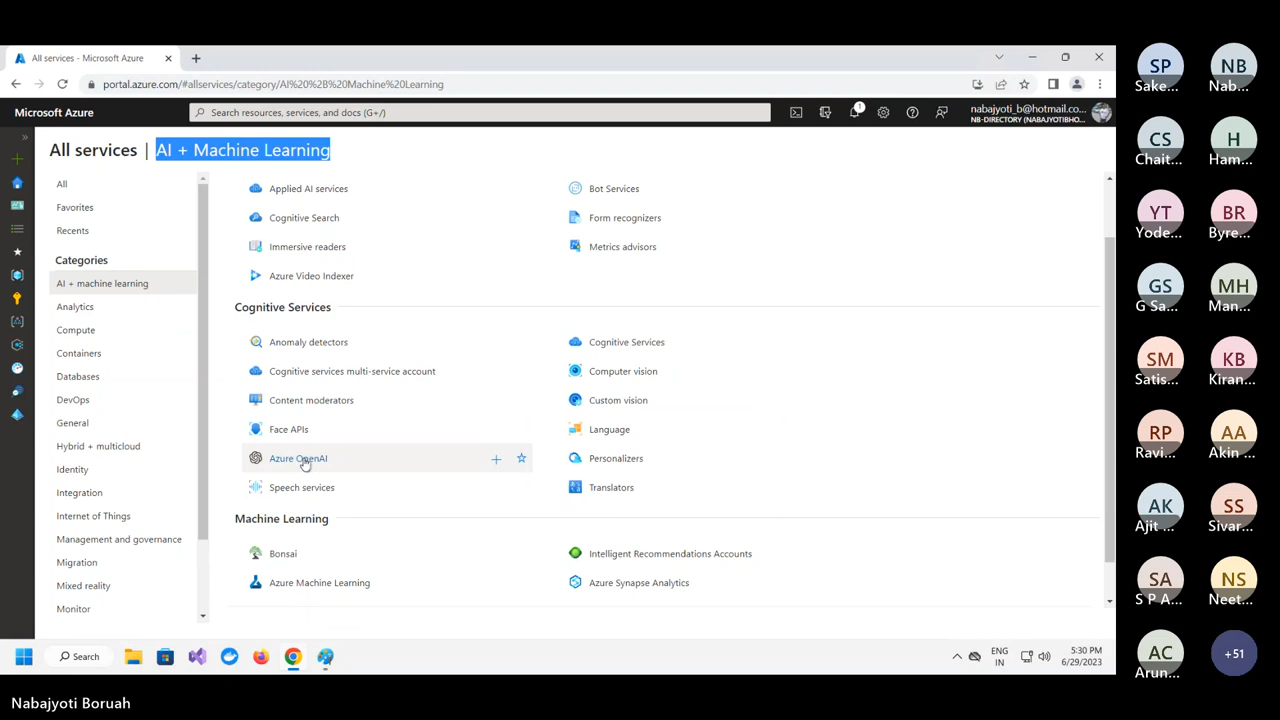 All services - Microsoft Azure
portal.azure.com/#allservices/category/AI%20%2B%20Machine%20Learning
Microsoft Azure
Search resources, services, and docs (G+/)
1
nabajyoti_b@hotmail.co...
NB-DIRECTORY (NABAJYOTIBHO...
All services | AI + Machine Learning
All
Favorites
Recents
Categories
AI + machine learning
Analytics
Compute
Containers
Databases
DevOps
General
Hybrid + multicloud
Identity
Integration
Internet of Things
Management and governance
Migration
Mixed reality
Monitor
Applied AI services
Bot Services
Cognitive Search
Form recognizers
Immersive readers
Metrics advisors
Azure Video Indexer
Cognitive Services
Anomaly detectors
Cognitive Services
Cognitive services multi-service account
Computer vision
Content moderators
Custom vision
Face APIs
Language
Azure OpenAI
Personalizers
Speech services
Translators
Machine Learning
Bonsai
Intelligent Recommendations Accounts
Azure Machine Learning
Azure Synapse Analytics
Search
ENG
IN
5:30 PM
6/29/2023
SP
Sake...
NB
Nab...
CS
Chait...
H
Ham...
YT
Yode...
BR
Byre...
GS
G Sa...
MH
Man...
SM
Satis...
KB
Kiran...
RP
Ravi...
AA
Akin ...
AK
Ajit ...
SS
Sivar...
SA
S P A...
NS
Neet...
AC
Arun...
+51
Nabajyoti Boruah